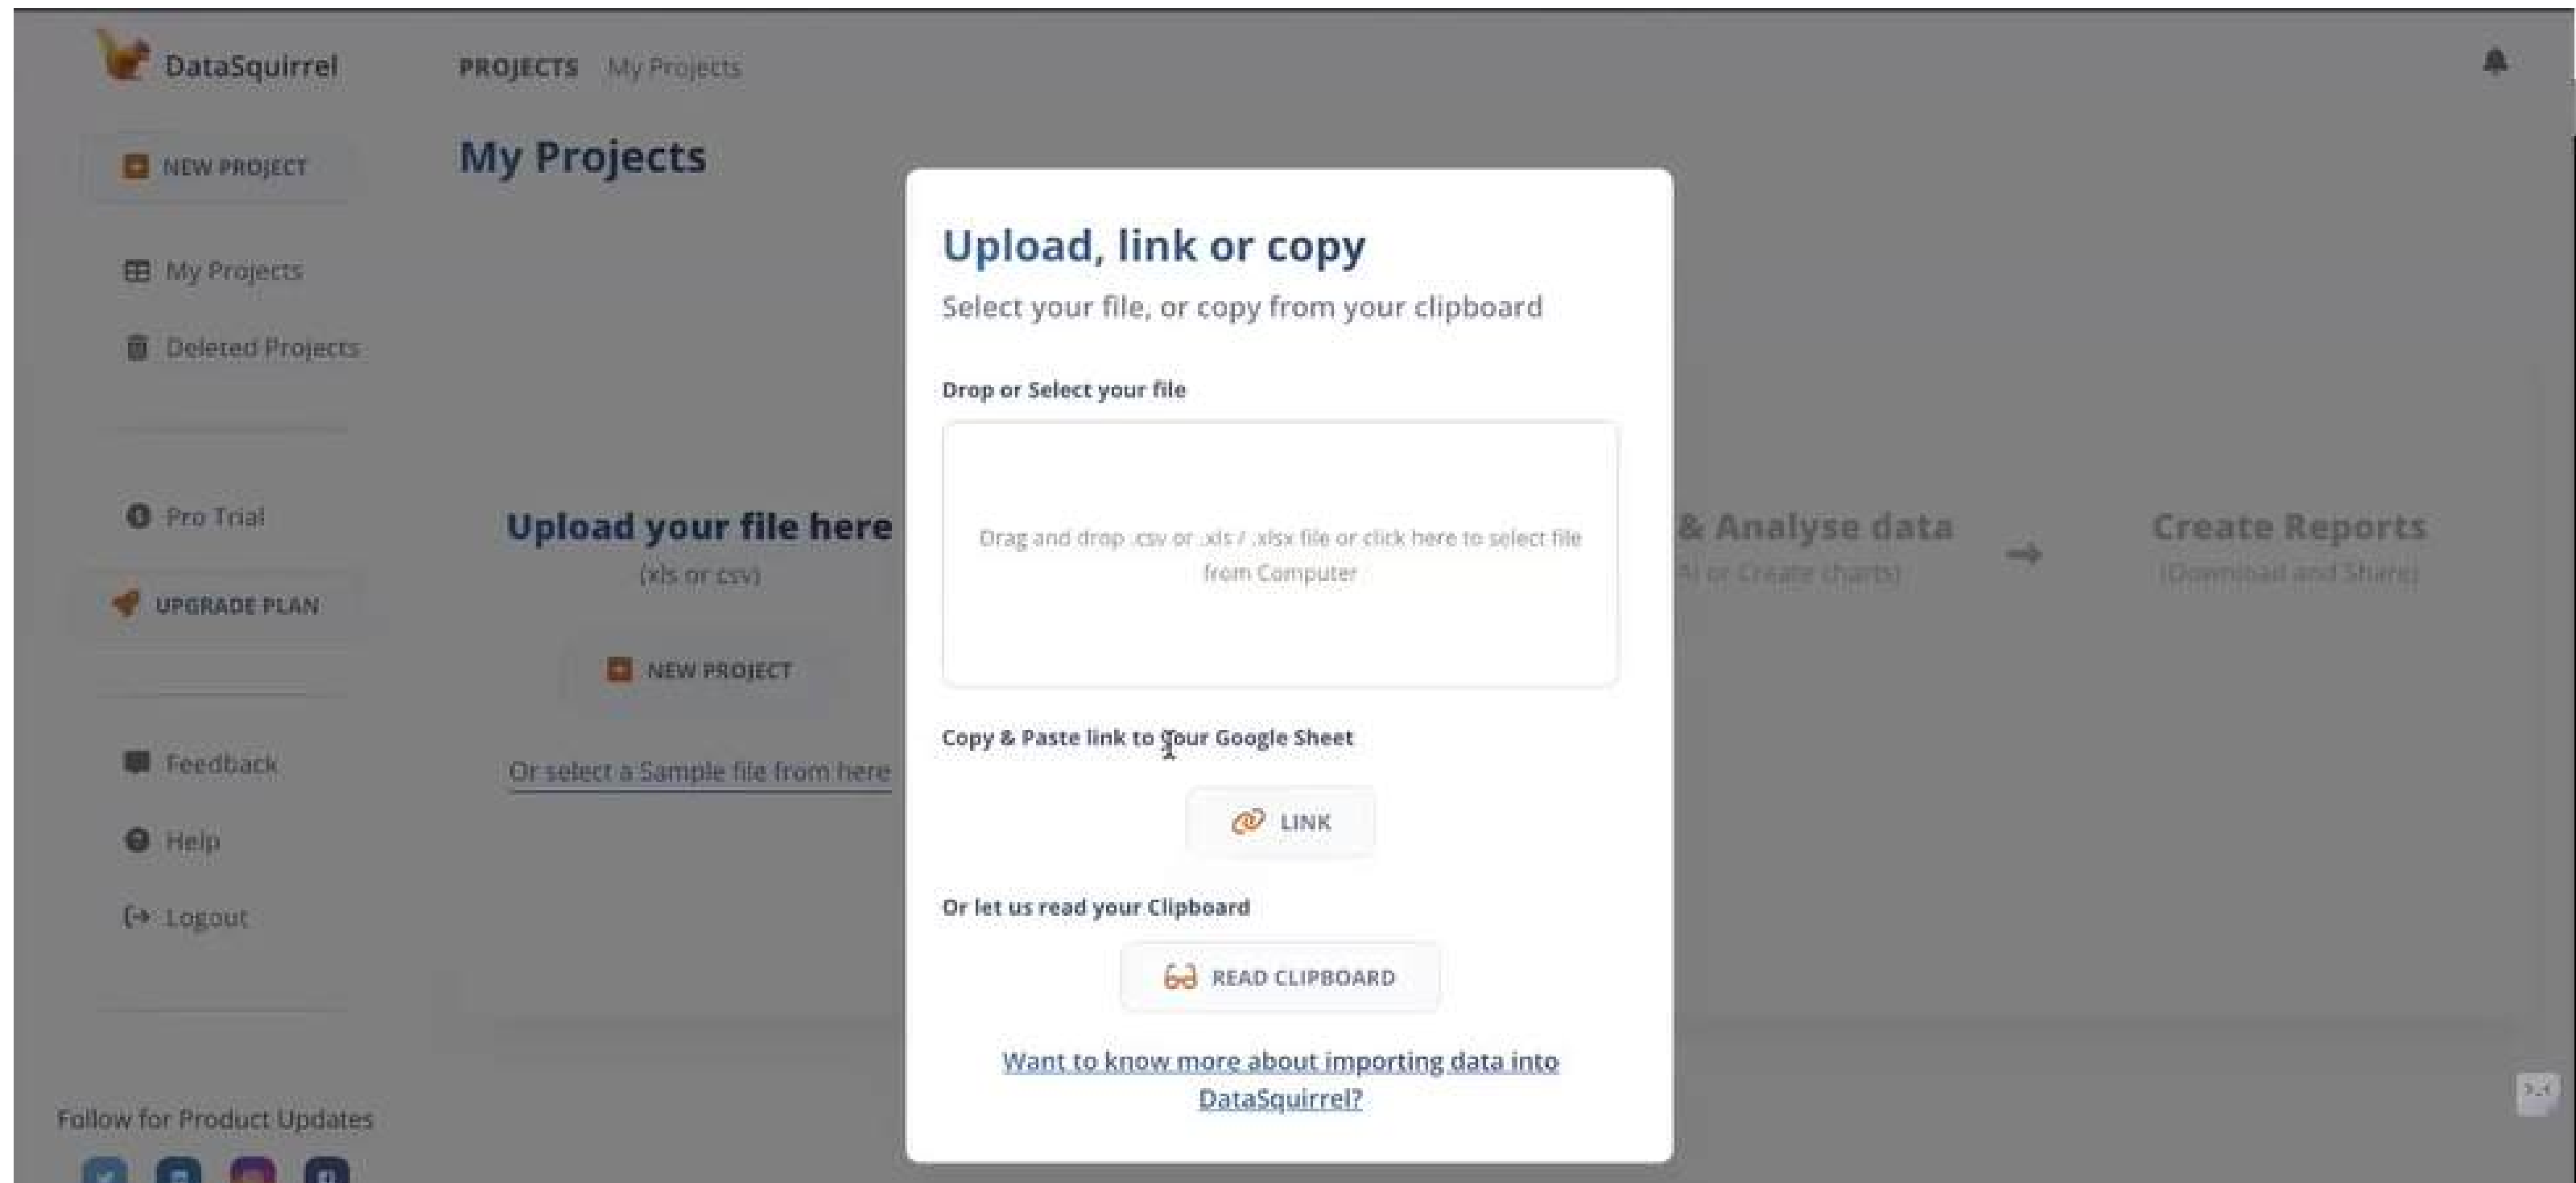 DataSquirrel
PROJECTS My Projects
NEW PROJECT
My Projects
My Projects
Deleted Projects
Pro Trial
UPGRADE PLAN
Feedback
Help
Logout
Follow for Product Updates
Upload your file here
(xls or csv)
NEW PROJECT
Or select a Sample file from here
Upload, link or copy
Select your file, or copy from your clipboard
Drop or Select your file
Drag and drop .csv or .xls / .xlsx file or click here to select file
from Computer
Copy & Paste link to your Google Sheet
LINK
Or let us read your Clipboard
READ CLIPBOARD
Want to know more about importing data into
DataSquirrel?
& Analyse data
AI or Create charts)
Create Reports
(Download and Share)